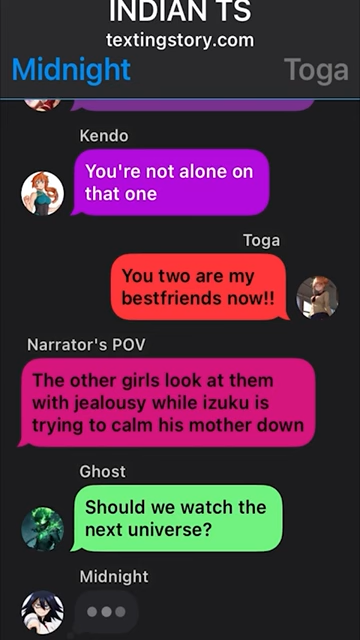 INDIAN TS
textingstory.com
Midnight
Toga
Kendo
You're not alone on
that one
Toga
You two are my
bestfriends now!!
Narrator's POV
The other girls look at them
with jealousy while izuku is
trying to calm his mother down
Ghost
Should we watch the
next universe?
Midnight